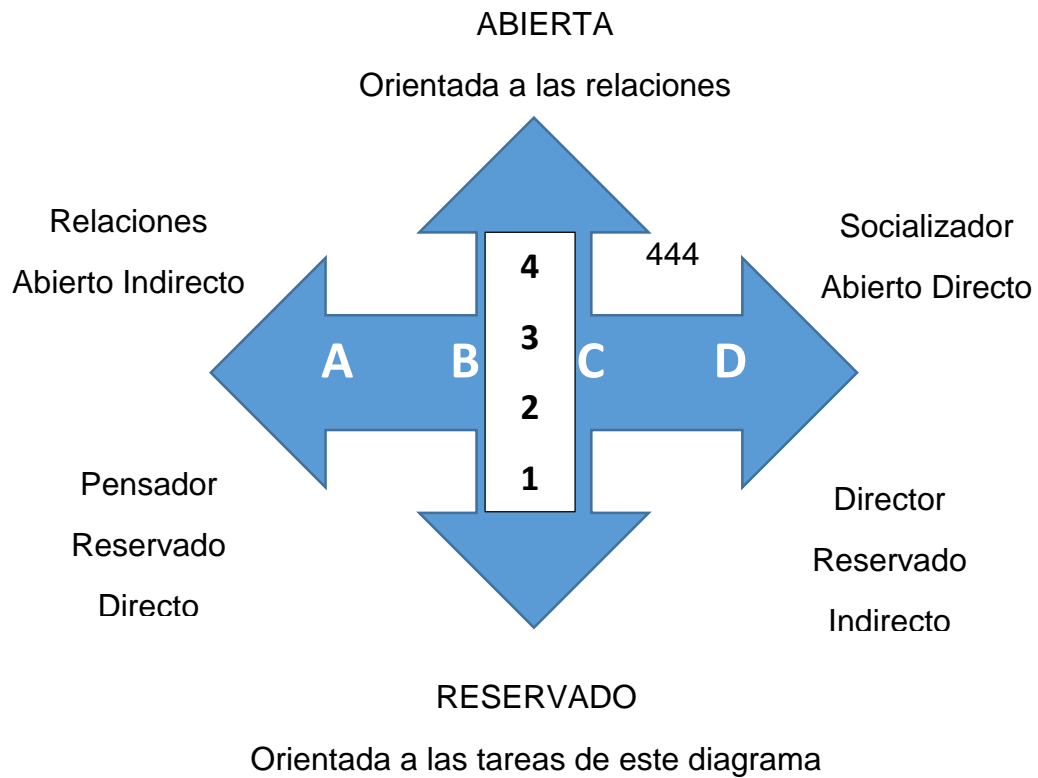 ABIERTA
Orientada a las relaciones
Relaciones
Abierto Indirecto
Socializador
Abierto Directo
4
444
3
A B C D
2
1
Pensador
Reservado
Directo
Director
Reservado
Indirecto
RESERVADO
Orientada a las tareas de este diagrama